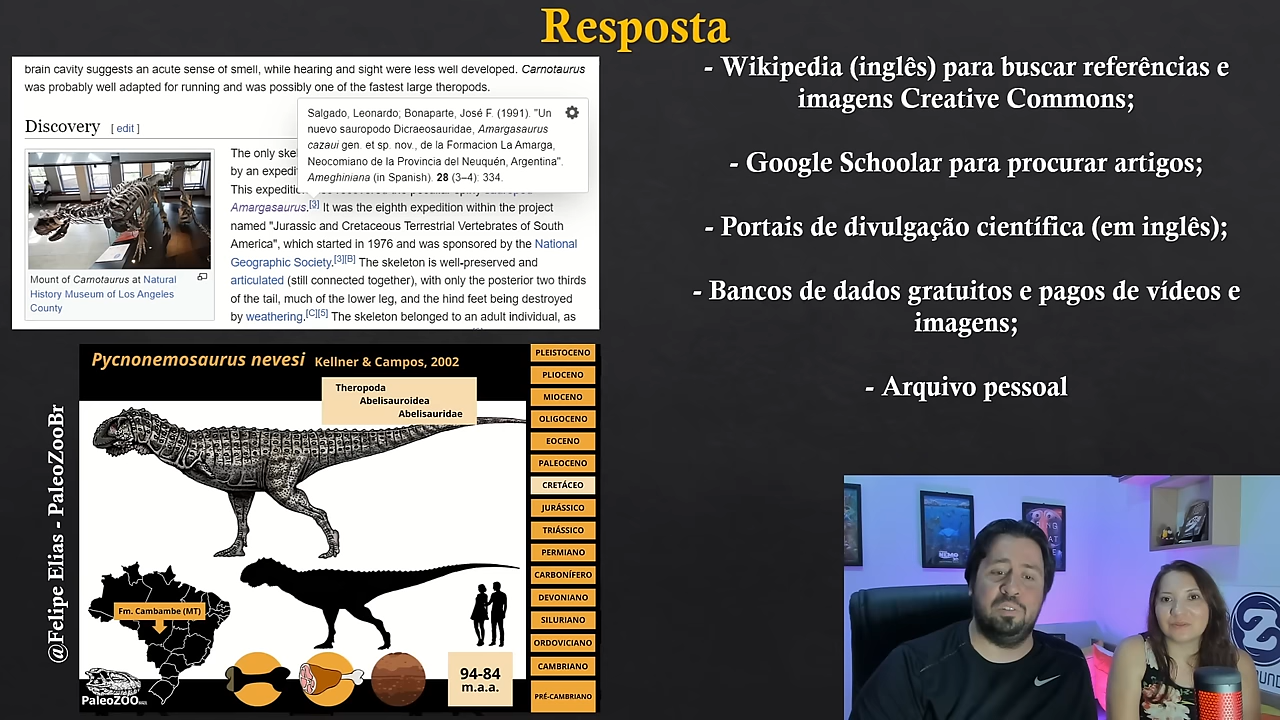 Resposta
brain cavity suggests an acute sense of smell, while hearing and sight were less well developed. Carnotaurus
was probably well adapted for running and was possibly one of the fastest large theropods.
Discovery [ edit ]
Salgado, Leonardo; Bonaparte, José F. (1991). "Un
nuevo sauropodo Dicraeosauridae, Amargasaurus
cazaui gen. et sp. nov., de la Formacion La Amarga,
Neocomiano de la Provincia del Neuquén, Argentina".
Ameghiniana (in Spanish). 28 (3–4): 334.
The only ske
by an expedi
This expediti
Amargasaurus.[3] It was the eighth expedition within the project
named "Jurassic and Cretaceous Terrestrial Vertebrates of South
America", which started in 1976 and was sponsored by the National
Geographic Society.[3][B] The skeleton is well-preserved and
articulated (still connected together), with only the posterior two thirds
of the tail, much of the lower leg, and the hind feet being destroyed
by weathering.[C][5] The skeleton belonged to an adult individual, as
Mount of Carnotaurus at Natural
History Museum of Los Angeles
County
- Wikipedia (inglês) para buscar referências e
imagens Creative Commons;
- Google Schoolar para procurar artigos;
- Portais de divulgação científica (em inglês);
- Bancos de dados gratuitos e pagos de vídeos e
imagens;
- Arquivo pessoal
@Felipe Elias - PaleoZooBr
Pycnonemosaurus nevesi Kellner & Campos, 2002
Theropoda
Abelisauroidea
Abelisauridae
Fm. Cambambe (MT)
94-84
m.a.a.
PaleoZOO
PLEISTOCENO
PLIOCENO
MIOCENO
OLIGOCENO
EOCENO
PALEOCENO
CRETÁCEO
JURÁSSICO
TRIÁSSICO
PERMIANO
CARBONÍFERO
DEVONIANO
SILURIANO
ORDOVICIANO
CAMBRIANO
PRÉ-CAMBRIANO